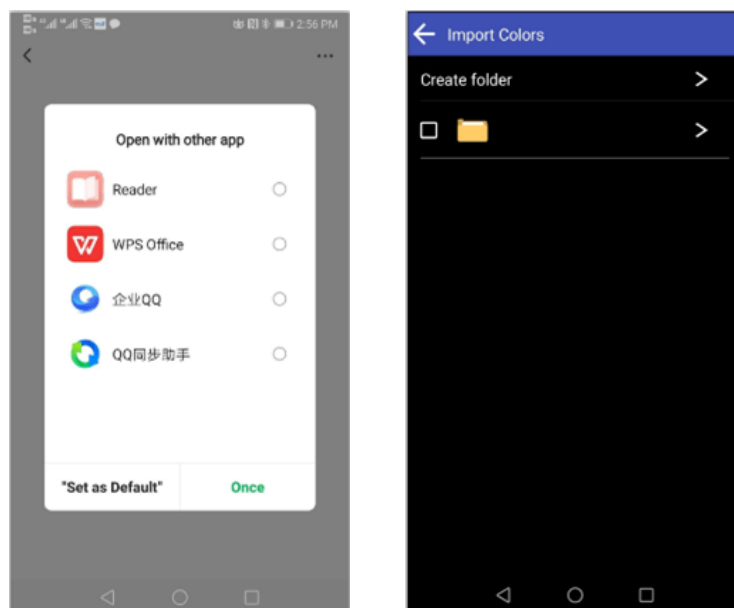 2:56 PM
Open with other app
Reader
WPS Office
企业QQ
QQ同步助手
"Set as Default"
Once
Import Colors
Create folder